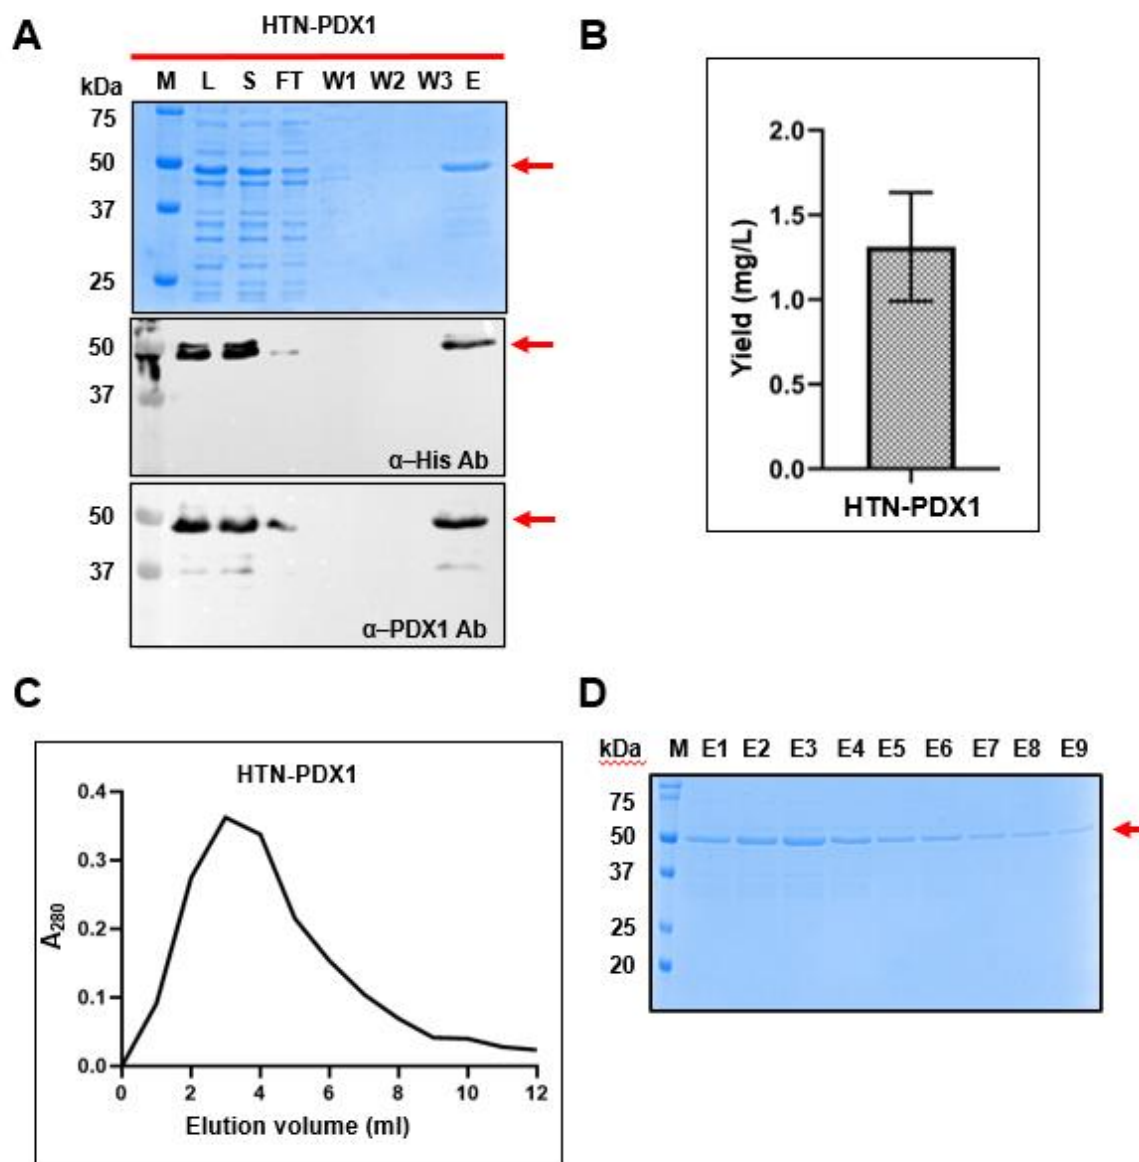 A
HTN-PDX1
kDa M L S FT W1 W2 W3 E
75
50
37
25
50
37
α–His Ab
50
37
α–PDX1 Ab
B
2.0
1.5
1.0
0.5
0.0
Yield (mg/L)
HTN-PDX1
C
HTN-PDX1
0.4
0.3
0.2
0.1
0.0
A280
0 2 4 6 8 10 12
Elution volume (ml)
D
kDa M E1 E2 E3 E4 E5 E6 E7 E8 E9
75
50
37
25
20